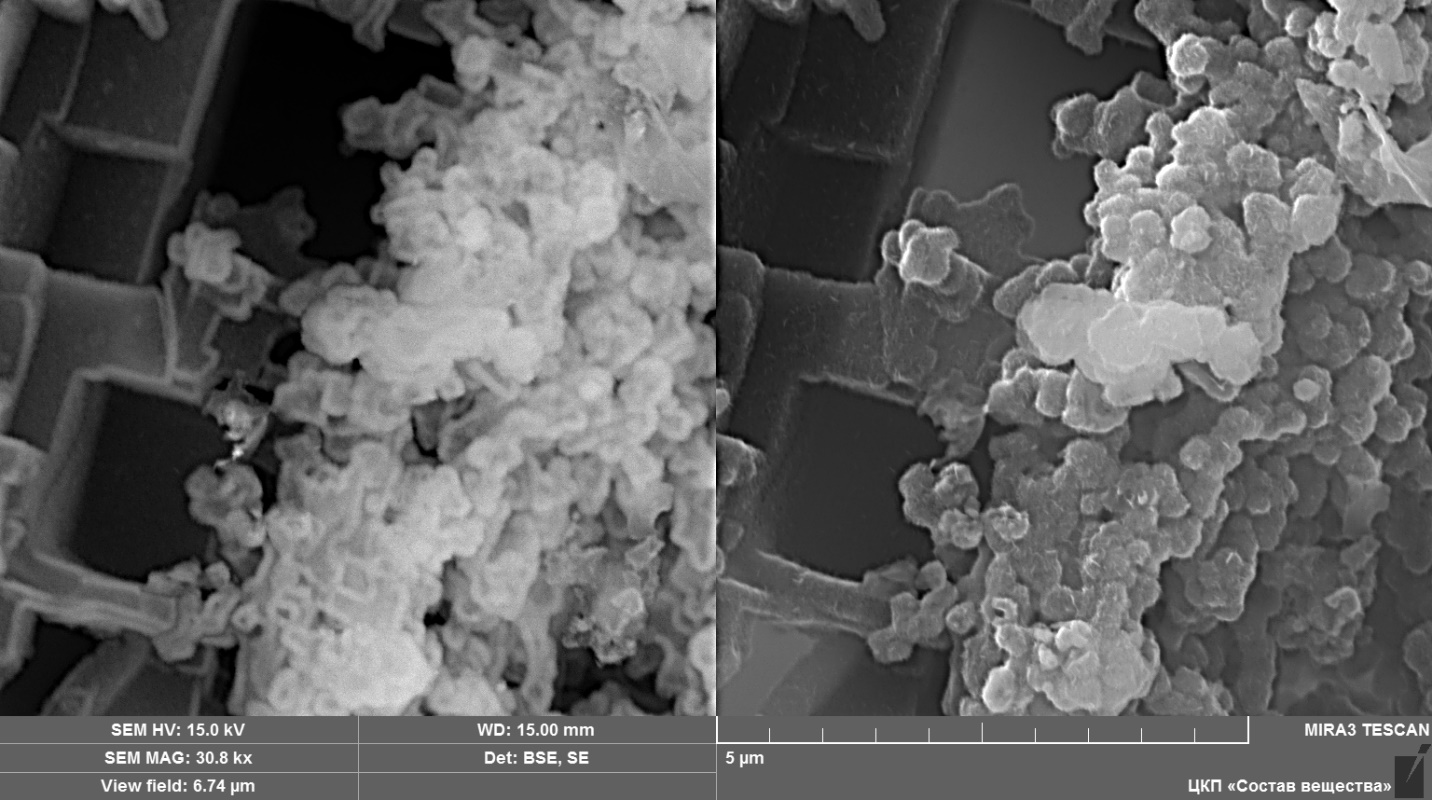 SEM HV: 15.0 kV
WD: 15.00 mm
MIRA3 TESCAN
SEM MAG: 30.8 kx
Det: BSE, SE
5 µm
View field: 6.74 µm
ЦКП «Состав вещества»